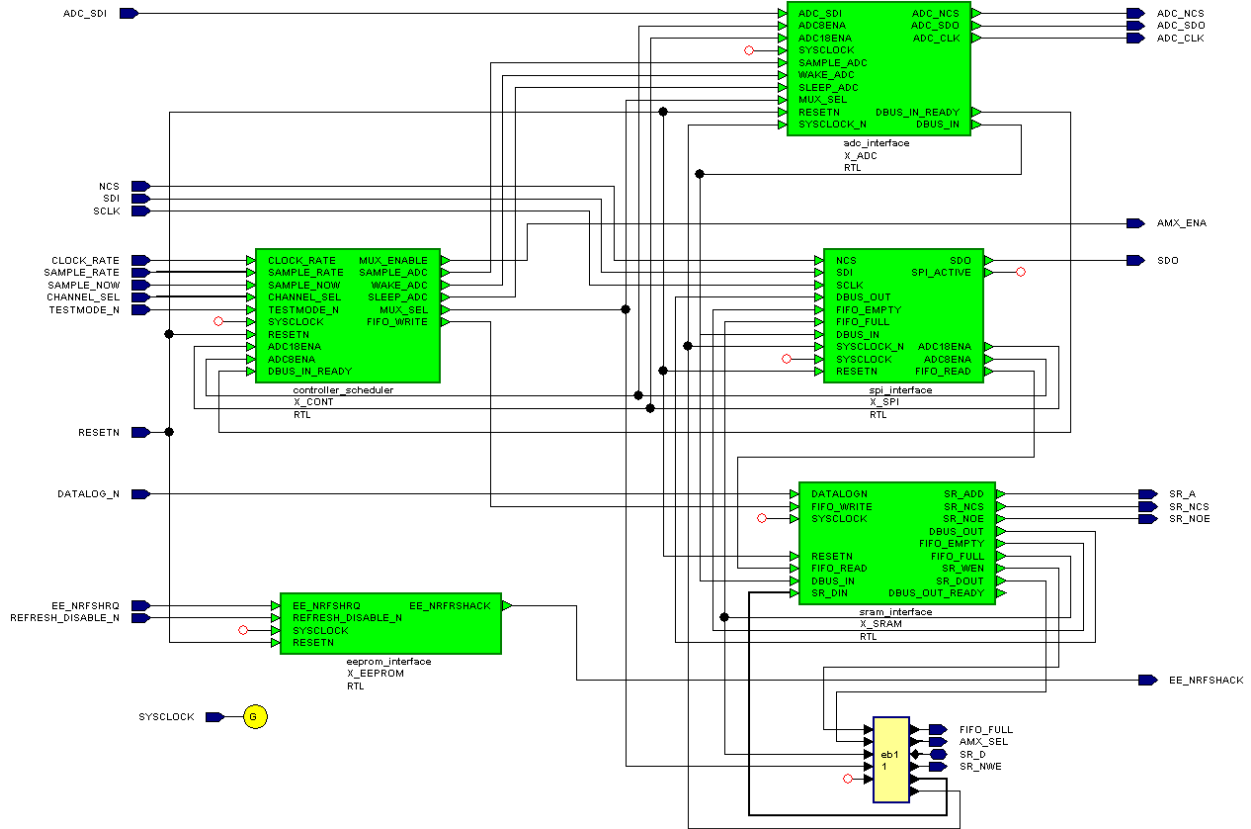 ADC_SDI
ADC_SDI ADC_NCS
ADC8ENA ADC_SDO
ADC18ENA ADC_CLK
SYSCLOCK
SAMPLE_ADC
WAKE_ADC
SLEEP_ADC
MUX_SEL
RESETN DBUS_IN_READY
SYSCLOCK_N DBUS_IN
adc_interface
X_ADC
RTL
ADC_NCS
ADC_SDO
ADC_CLK
NCS
SDI
SCLK
AMX_ENA
CLOCK_RATE
SAMPLE_RATE
SAMPLE_NOW
CHANNEL_SEL
TESTMODE_N
CLOCK_RATE MUX_ENABLE
SAMPLE_RATE SAMPLE_ADC
SAMPLE_NOW WAKE_ADC
CHANNEL_SEL SLEEP_ADC
TESTMODE_N MUX_SEL
SYSCLOCK FIFO_WRITE
RESETN
ADC18ENA
ADC8ENA
DBUS_IN_READY
controller_scheduler
X_CONT
RTL
NCS SDO
SDI SPI_ACTIVE
SCLK
DBUS_OUT
FIFO_EMPTY
FIFO_FULL
DBUS_IN
SYSCLOCK_N ADC18ENA
SYSCLOCK ADC8ENA
RESETN FIFO_READ
spi_interface
X_SPI
RTL
SDO
RESETN
DATALOG_N
DATALOGN SR_ADD
FIFO_WRITE SR_NCS
SYSCLOCK SR_NOE
DBUS_OUT
FIFO_EMPTY
RESETN FIFO_FULL
FIFO_READ SR_WEN
DBUS_IN SR_DOUT
SR_DIN DBUS_OUT_READY
sram_interface
X_SRAM
RTL
SR_A
SR_NCS
SR_NOE
EE_NRFSHRQ
REFRESH_DISABLE_N
EE_NRFSHRQ EE_NRFRSHACK
REFRESH_DISABLE_N
SYSCLOCK
RESETN
eeprom_interface
X_EEPROM
RTL
EE_NRFSHACK
SYSCLOCK
G
eb1
1
FIFO_FULL
AMX_SEL
SR_D
SR_NWE